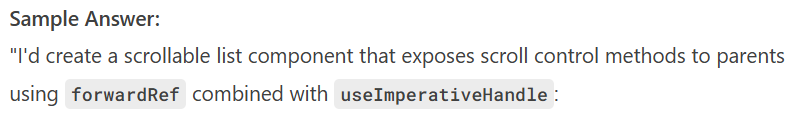 Sample Answer:
"I'd create a scrollable list component that exposes scroll control methods to parents
using forwardRef combined with useImperativeHandle: